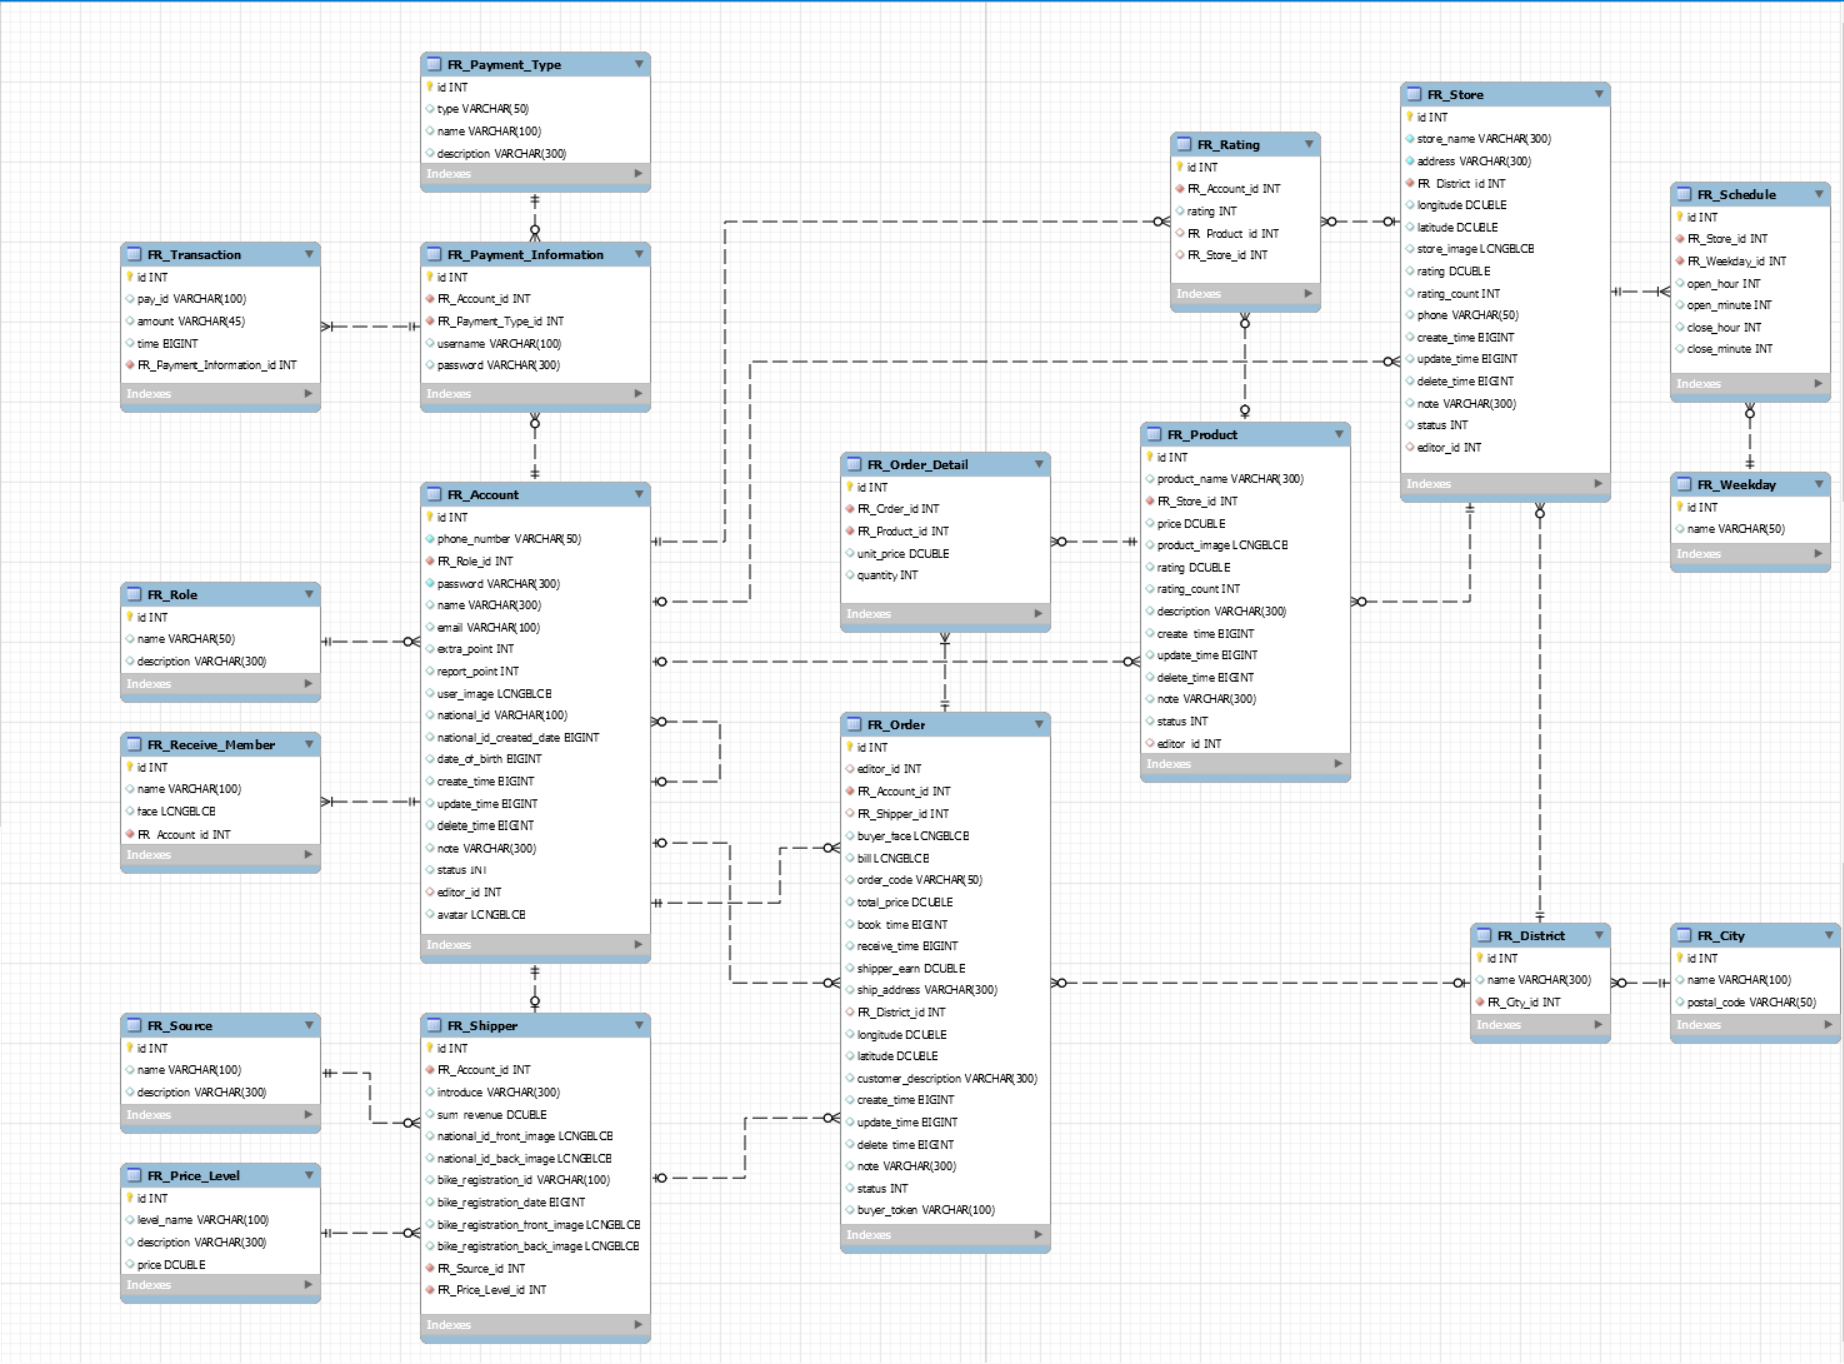 FR_Payment_Type
id INT
type VARCHAR(50)
name VARCHAR(100)
description VARCHAR(300)
Indexes
FR_Transaction
id INT
pay_id VARCHAR(100)
amount VARCHAR(45)
time BIGINT
FR_Payment_Information_id INT
Indexes
FR_Payment_Information
id INT
FR_Account_id INT
FR_Payment_Type_id INT
username VARCHAR(100)
password VARCHAR(300)
Indexes
FR_Rating
id INT
FR_Account_id INT
rating INT
FR_Product_id INT
FR_Store_id INT
Indexes
FR_Store
id INT
store_name VARCHAR(300)
address VARCHAR(300)
FR_District_id INT
longitude DOUBLE
latitude DOUBLE
store_image LONGBLOB
rating DOUBLE
rating_count INT
phone VARCHAR(50)
create_time BIGINT
update_time BIGINT
delete_time BIGINT
note VARCHAR(300)
status INT
editor_id INT
Indexes
FR_Schedule
id INT
FR_Store_id INT
FR_Weekday_id INT
open_hour INT
open_minute INT
close_hour INT
close_minute INT
Indexes
FR_Weekday
id INT
name VARCHAR(50)
Indexes
FR_Account
id INT
phone_number VARCHAR(50)
FR_Role_id INT
password VARCHAR(300)
name VARCHAR(300)
email VARCHAR(100)
extra_point INT
report_point INT
user_image LONGBLOB
national_id VARCHAR(100)
national_id_created_date BIGINT
date_of_birth BIGINT
create_time BIGINT
update_time BIGINT
delete_time BIGINT
note VARCHAR(300)
status INT
editor_id INT
avatar LONGBLOB
Indexes
FR_Order_Detail
id INT
FR_Order_id INT
FR_Product_id INT
unit_price DOUBLE
quantity INT
Indexes
FR_Product
id INT
product_name VARCHAR(300)
FR_Store_id INT
price DOUBLE
product_image LONGBLOB
rating DOUBLE
rating_count INT
description VARCHAR(300)
create_time BIGINT
update_time BIGINT
delete_time BIGINT
note VARCHAR(300)
status INT
editor_id INT
Indexes
FR_Role
id INT
name VARCHAR(50)
description VARCHAR(300)
Indexes
FR_Receive_Member
id INT
name VARCHAR(100)
face LONGBLOB
FR_Account_id INT
Indexes
FR_Order
id INT
editor_id INT
FR_Account_id INT
FR_Shipper_id INT
buyer_face LONGBLOB
bill LONGBLOB
order_code VARCHAR(50)
total_price DOUBLE
book_time BIGINT
receive_time BIGINT
shipper_earn DOUBLE
ship_address VARCHAR(300)
FR_District_id INT
longitude DOUBLE
latitude DOUBLE
customer_description VARCHAR(300)
create_time BIGINT
update_time BIGINT
delete_time BIGINT
note VARCHAR(300)
status INT
buyer_token VARCHAR(100)
Indexes
FR_District
id INT
name VARCHAR(300)
FR_City_id INT
Indexes
FR_City
id INT
name VARCHAR(100)
postal_code VARCHAR(50)
Indexes
FR_Source
id INT
name VARCHAR(100)
description VARCHAR(300)
Indexes
FR_Price_Level
id INT
level_name VARCHAR(100)
description VARCHAR(300)
price DOUBLE
Indexes
FR_Shipper
id INT
FR_Account_id INT
introduce VARCHAR(300)
sum_revenue DOUBLE
national_id_front_image LONGBLOB
national_id_back_image LONGBLOB
bike_registration_id VARCHAR(100)
bike_registration_date BIGINT
bike_registration_front_image LONGBLOB
bike_registration_back_image LONGBLOB
FR_Source_id INT
FR_Price_Level_id INT
Indexes